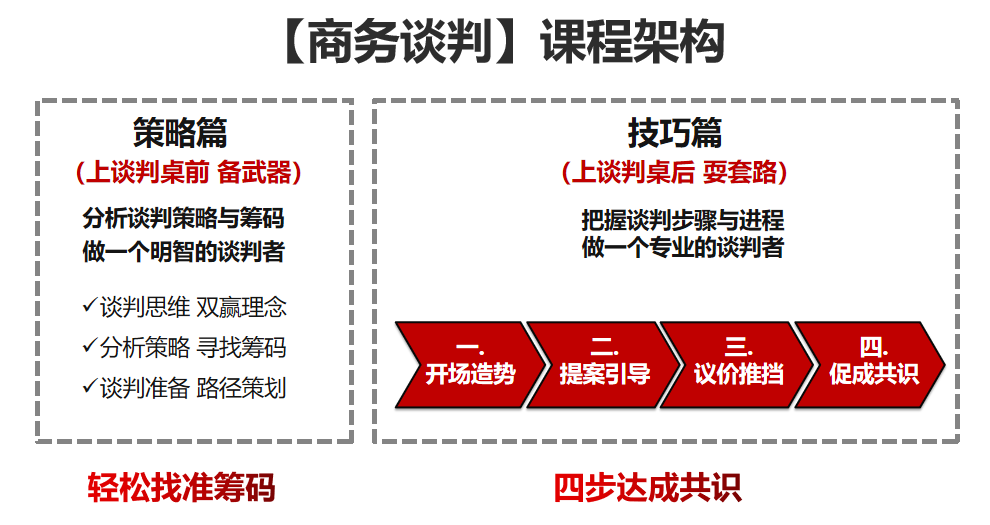 【商务谈判】课程架构
策略篇
（上谈判桌前 备武器）
分析谈判策略与筹码
做一个明智的谈判者
✓谈判思维 双赢理念
✓分析策略 寻找筹码
✓谈判准备 路径策划
轻松找准筹码
技巧篇
（上谈判桌后 耍套路）
把握谈判步骤与进程
做一个专业的谈判者
一.
开场造势
二.
提案引导
三.
议价推挡
四.
促成共识
四步达成共识